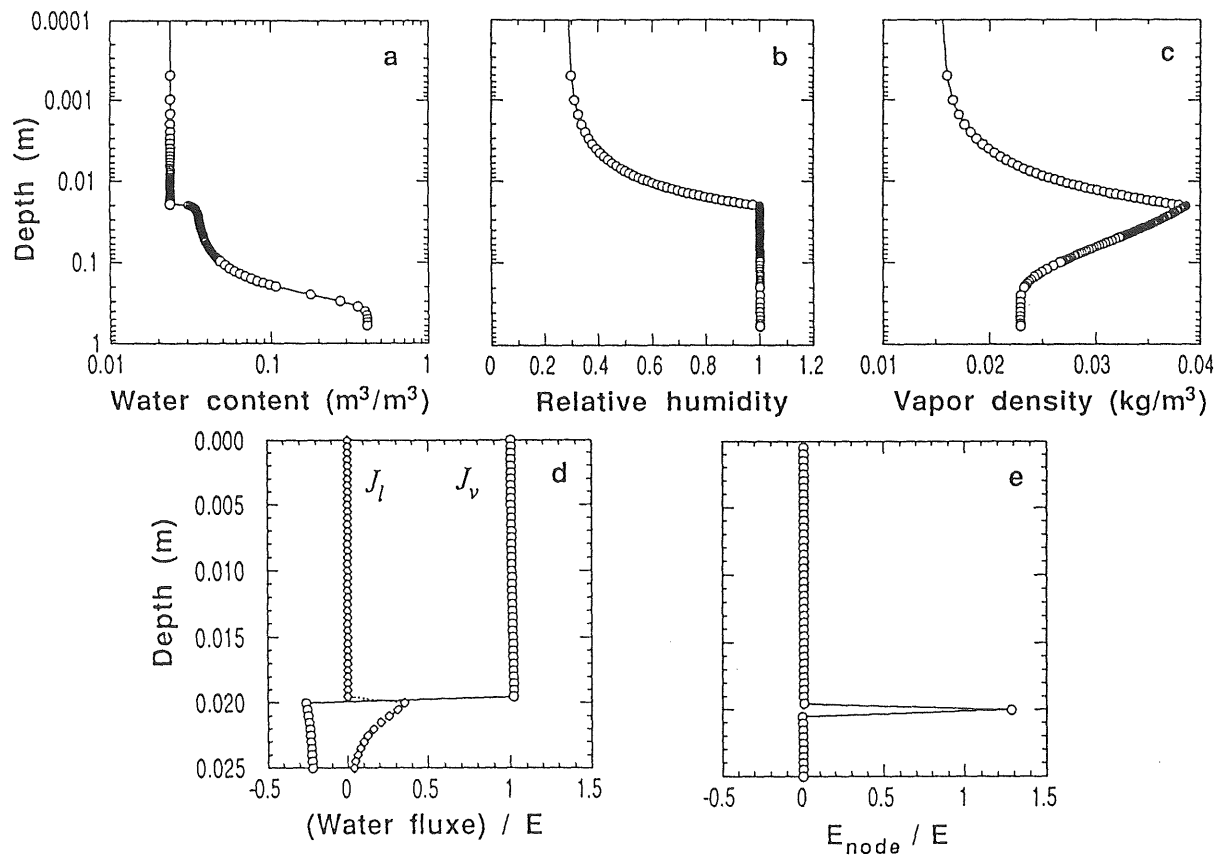 0.0001
0.001
0.01
0.1
1
Depth (m)
a
0.01
0.1
1
Water content (m³/m³)
b
0
0.2
0.4
0.6
0.8
1
1.2
Relative humidity
c
0.01
0.02
0.03
0.04
Vapor density (kg/m³)
0.000
0.005
0.010
0.015
0.020
0.025
Depth (m)
J_l
J_v
d
-0.5
0
0.5
1
1.5
(Water fluxe) / E
e
-0.5
0
0.5
1
1.5
E_node / E